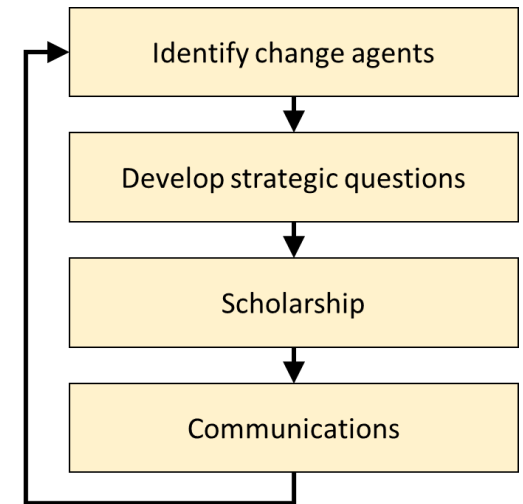 Identify change agents
Develop strategic questions
Scholarship
Communications